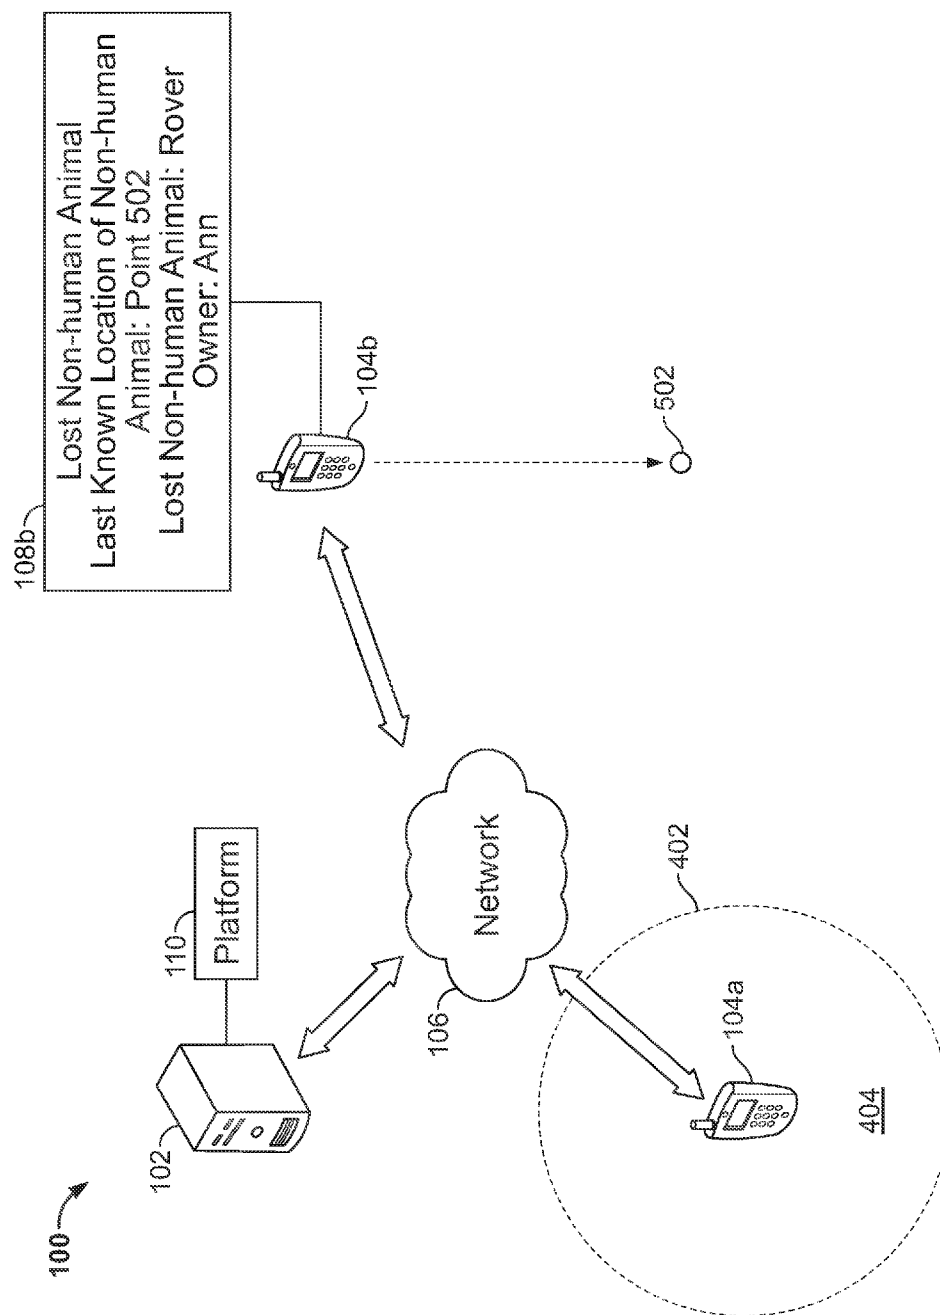 100
102
110
Platform
108b
Lost Non-human Animal
Last Known Location of Non-human
Animal: Point 502
Lost Non-human Animal: Rover
Owner: Ann
104b
106
Network
502
402
104a
404